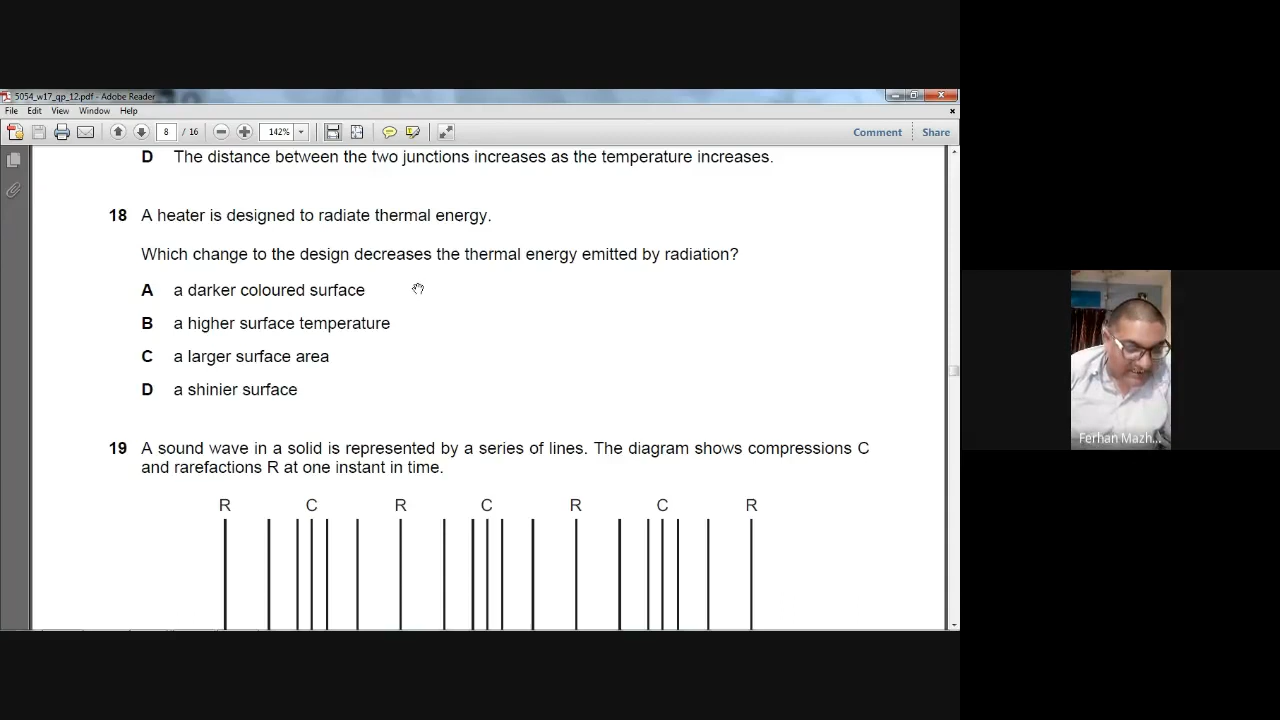 5054_w17_qp_12.pdf - Adobe Reader
File Edit View Window Help
8 / 16
142%
Comment
Share
D The distance between the two junctions increases as the temperature increases.
18 A heater is designed to radiate thermal energy.
Which change to the design decreases the thermal energy emitted by radiation?
A a darker coloured surface
B a higher surface temperature
C a larger surface area
D a shinier surface
19 A sound wave in a solid is represented by a series of lines. The diagram shows compressions C
and rarefactions R at one instant in time.
R C R C R C R
Ferhan Mazh...